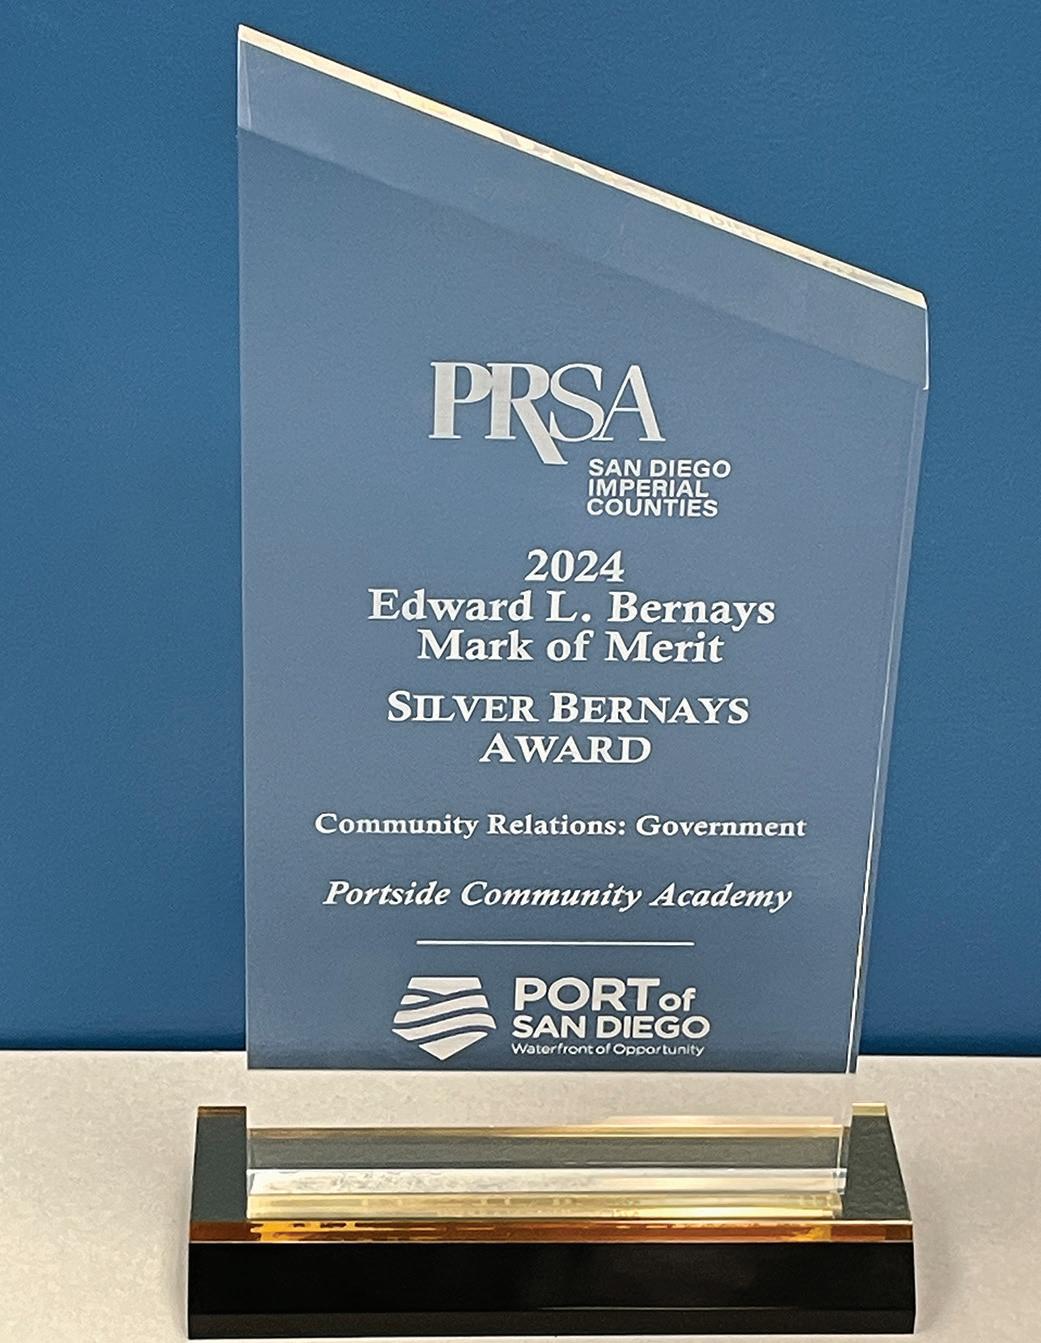 PRSA
SAN DIEGO
IMPERIAL
COUNTIES
2024
Edward L. Bernays
Mark of Merit
SILVER BERNAYS
AWARD
Community Relations: Government
Portside Community Academy
PORT of
SAN DIEGO
Waterfront of Opportunity